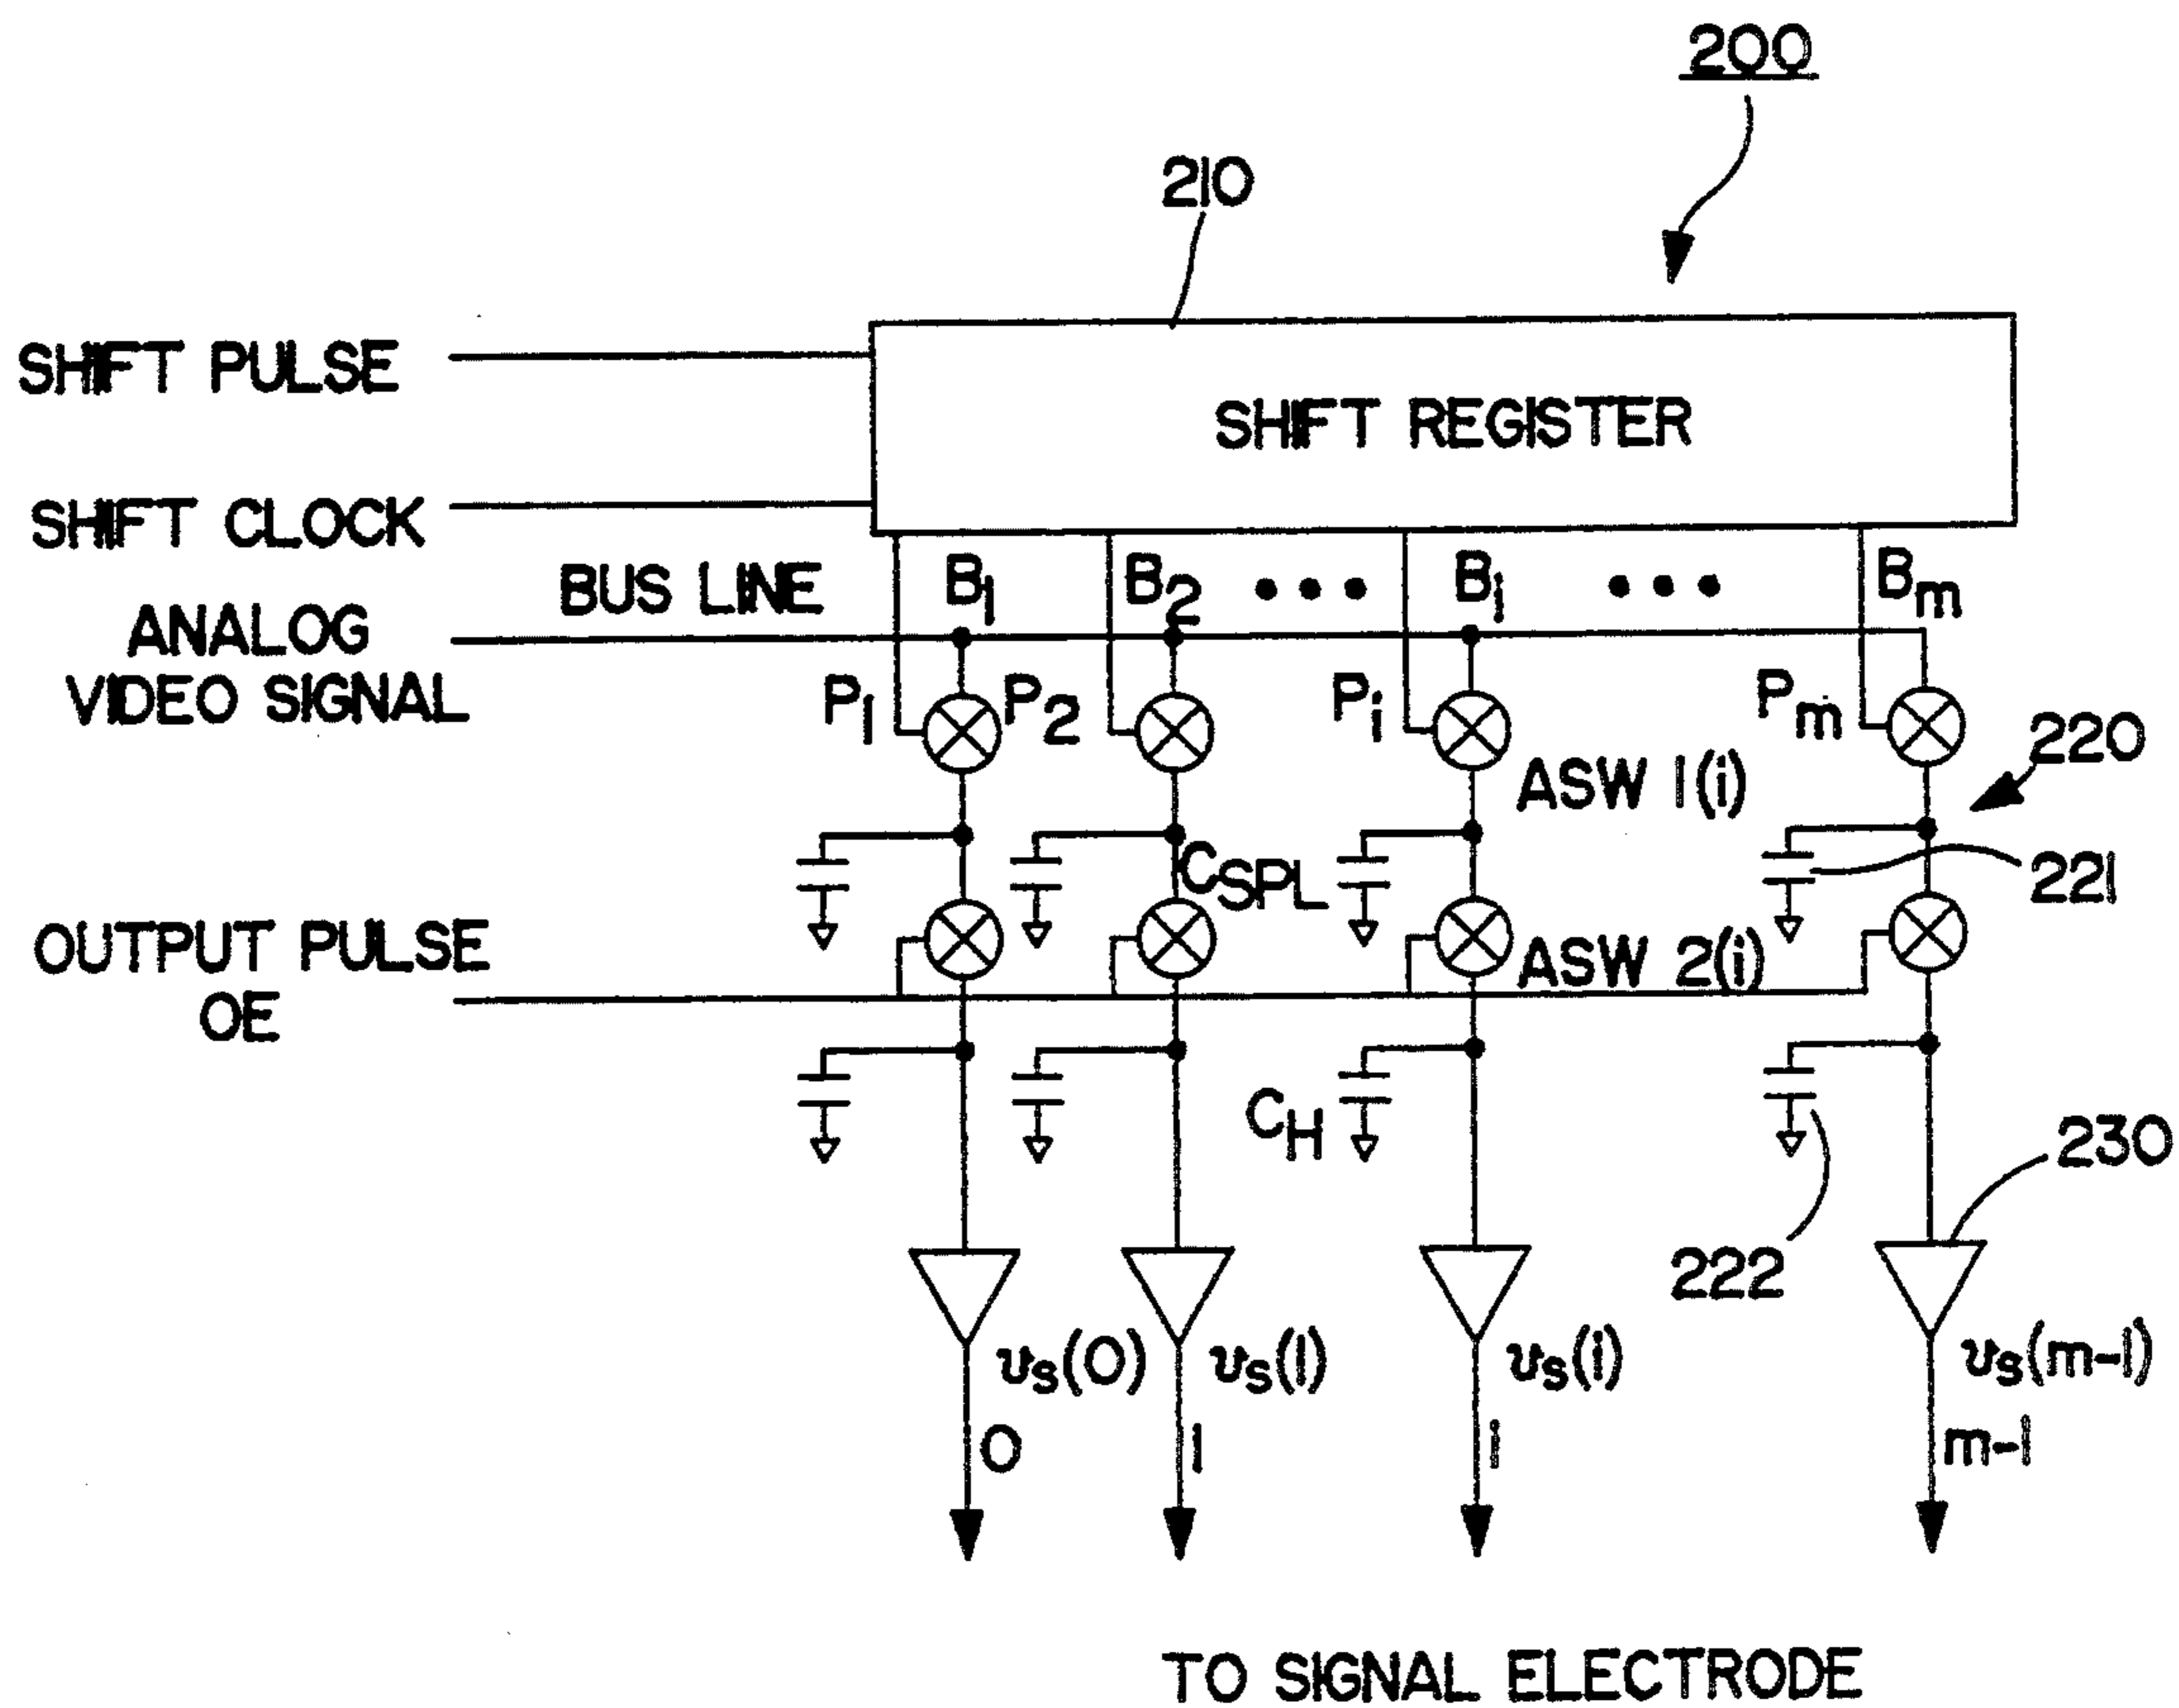 200
210
SHIFT PULSE
SHIFT REGISTER
SHIFT CLOCK
BUS LINE
B1 B2 ••• Bi ••• Bm
ANALOG
VIDEO SIGNAL
P1 P2 Pi Pm
220
ASW 1(i)
CSPL
221
OUTPUT PULSE
OE
ASW 2(i)
CH
230
222
vs(0) vs(1) vs(i) vs(m-1)
0 1 i m-1
TO SIGNAL ELECTRODE